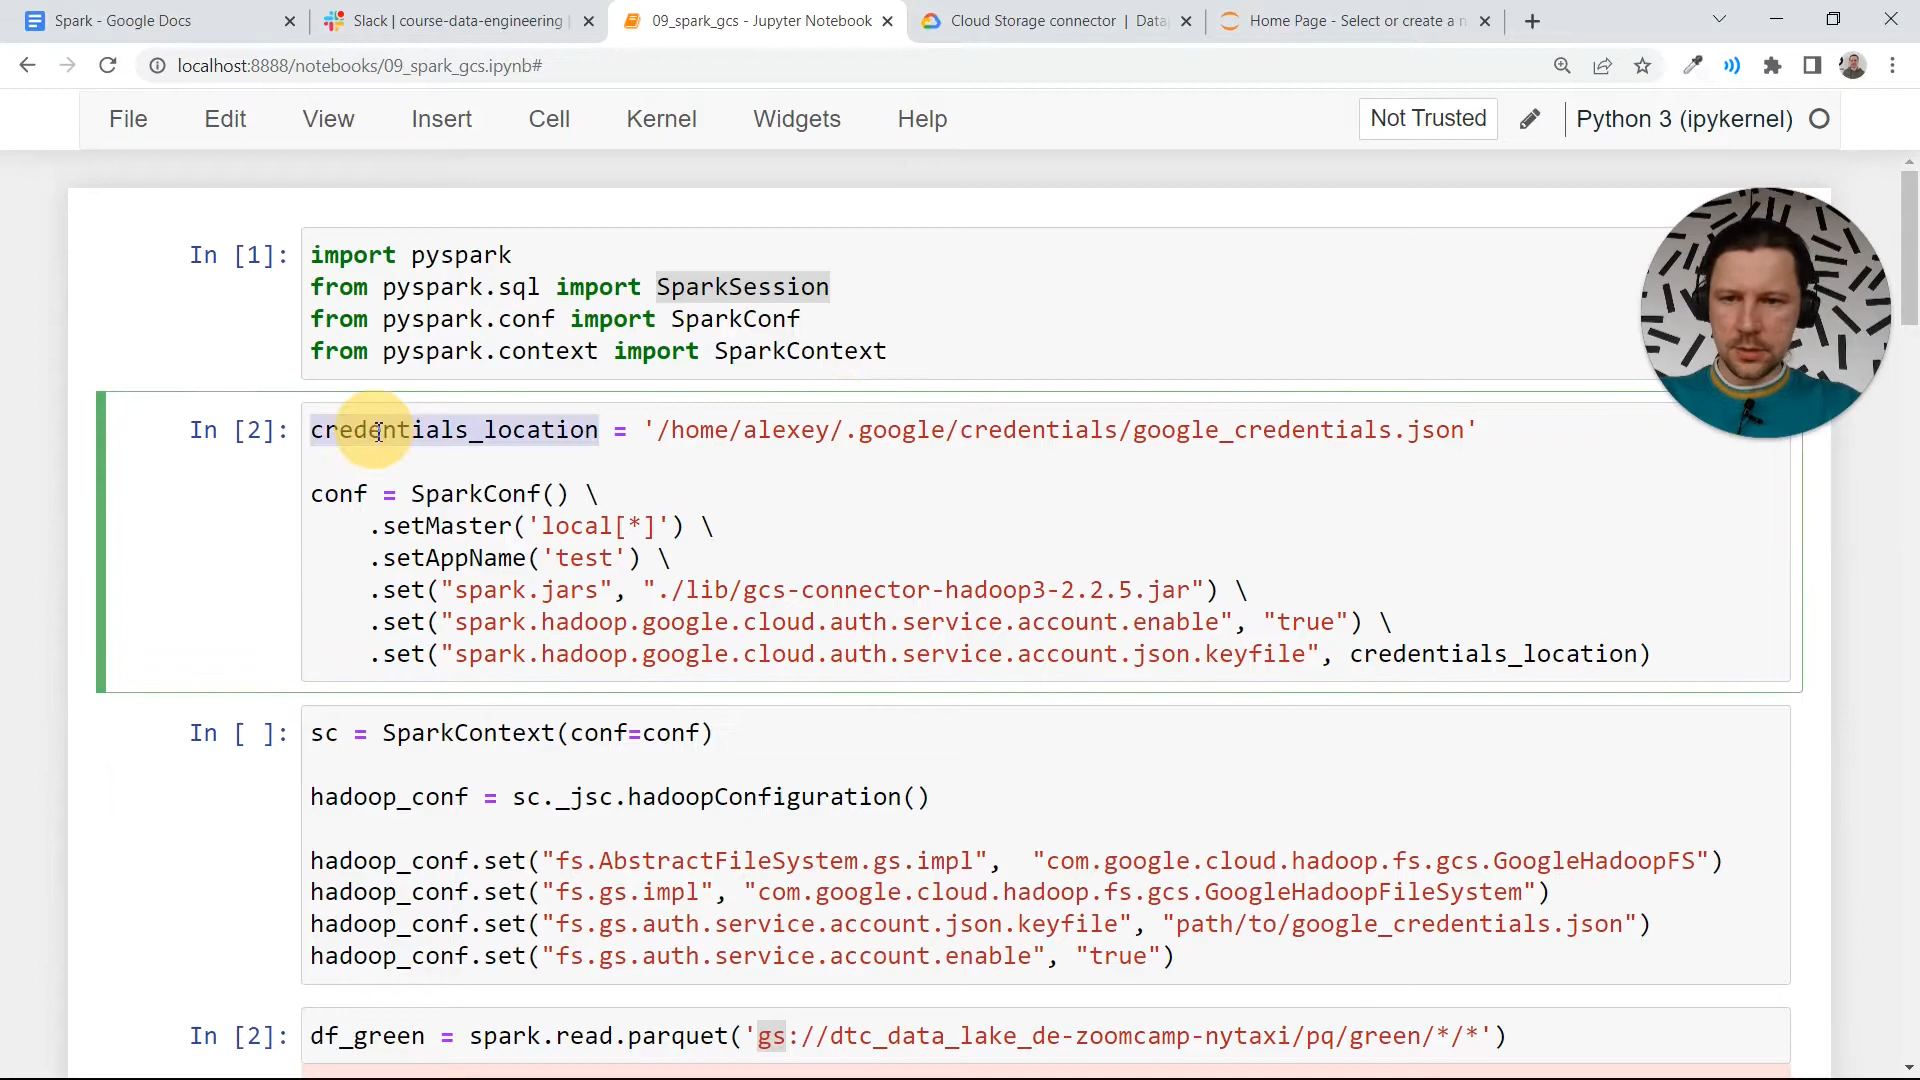 Spark - Google Docs
Slack | course-data-engineering |
09_spark_gcs - Jupyter Notebook
Cloud Storage connector | Data
Home Page - Select or create a n
localhost:8888/notebooks/09_spark_gcs.ipynb#
File Edit View Insert Cell Kernel Widgets Help
Not Trusted
Python 3 (ipykernel)
In [1]:
import pyspark
from pyspark.sql import SparkSession
from pyspark.conf import SparkConf
from pyspark.context import SparkContext
In [2]:
credentials_location = '/home/alexey/.google/credentials/google_credentials.json'
conf = SparkConf() \
.setMaster('local[*]') \
.setAppName('test') \
.set("spark.jars", "./lib/gcs-connector-hadoop3-2.2.5.jar") \
.set("spark.hadoop.google.cloud.auth.service.account.enable", "true") \
.set("spark.hadoop.google.cloud.auth.service.account.json.keyfile", credentials_location)
In [ ]:
sc = SparkContext(conf=conf)
hadoop_conf = sc._jsc.hadoopConfiguration()
hadoop_conf.set("fs.AbstractFileSystem.gs.impl",  "com.google.cloud.hadoop.fs.gcs.GoogleHadoopFS")
hadoop_conf.set("fs.gs.impl", "com.google.cloud.hadoop.fs.gcs.GoogleHadoopFileSystem")
hadoop_conf.set("fs.gs.auth.service.account.json.keyfile", "path/to/google_credentials.json")
hadoop_conf.set("fs.gs.auth.service.account.enable", "true")
In [2]:
df_green = spark.read.parquet('gs://dtc_data_lake_de-zoomcamp-nytaxi/pq/green/*/*')